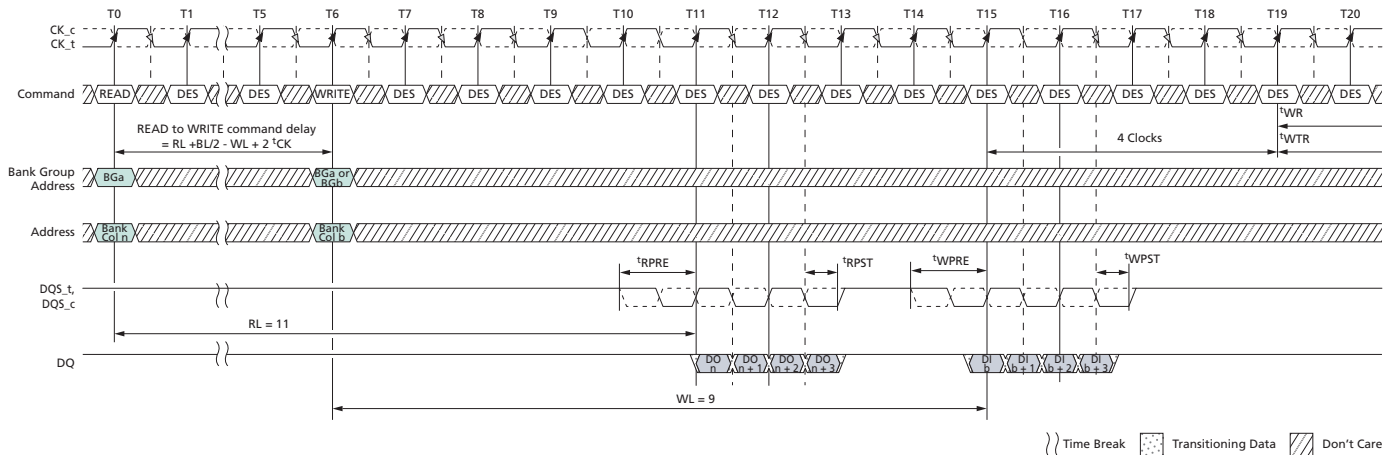 T0 T1 T5 T6 T7 T8 T9 T10 T11 T12 T13 T14 T15 T16 T17 T18 T19 T20
CK_c
CK_t
Command READ DES DES WRITE DES DES DES DES DES DES DES DES DES DES DES DES DES DES
tWR
READ to WRITE command delay
= RL +BL/2 - WL + 2 tCK
4 Clocks
tWTR
Bank Group
Address
BGa
BGa or
BGb
Address
Bank
Col n
Bank
Col b
tRPRE tRPST tWPRE tWPST
DQS_t,
DQS_c
RL = 11
DQ
DO
n
DO
n + 1
DO
n + 2
DO
n + 3
DI
b
DI
b + 1
DI
b + 2
DI
b + 3
WL = 9
Time Break Transitioning Data Don't Care